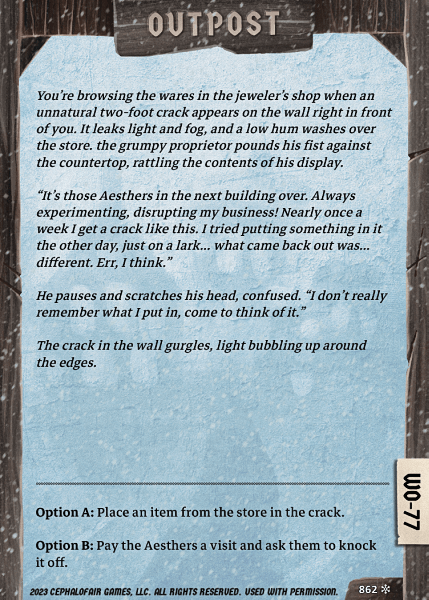 OUTPOST
You're browsing the wares in the jeweler's shop when an
unnatural two-foot crack appears on the wall right in front
of you. It leaks light and fog, and a low hum washes over
the store. the grumpy proprietor pounds his fist against
the countertop, rattling the contents of his display.
“It's those Aesthers in the next building over. Always
experimenting, disrupting my business! Nearly once a
week I get a crack like this. I tried putting something in it
the other day, just on a lark... what came back out was...
different. Err, I think.”
He pauses and scratches his head, confused. “I don't really
remember what I put in, come to think of it.”
The crack in the wall gurgles, light bubbling up around
the edges.
Option A: Place an item from the store in the crack.
Option B: Pay the Aesthers a visit and ask them to knock
it off.
WO-77
2023 CEPHALOFAIR GAMES, LLC. ALL RIGHTS RESERVED. USED WITH PERMISSION.
862